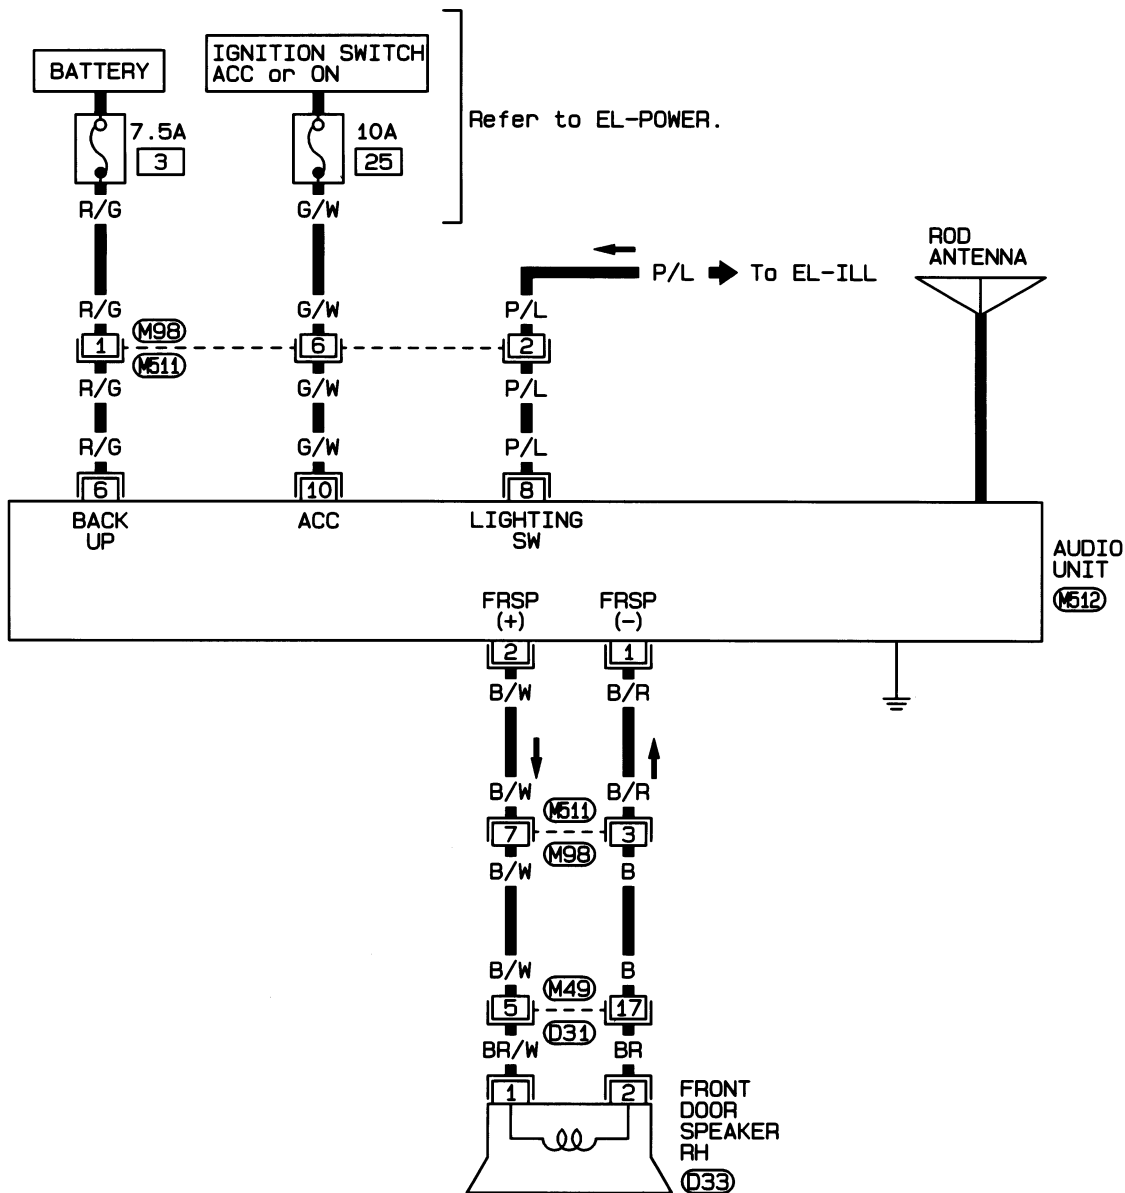 BATTERY
IGNITION SWITCH
ACC or ON
7.5A
3
10A
25
Refer to EL-POWER.
R/G
G/W
P/L
To EL-ILL
ROD
ANTENNA
R/G
G/W
P/L
1
M98
M511
6
2
R/G
G/W
P/L
R/G
G/W
P/L
6
10
8
BACK
UP
ACC
LIGHTING
SW
AUDIO
UNIT
M512
FRSP
(+)
FRSP
(-)
2
1
B/W
B/R
B/W
B/R
7
M511
M98
3
B/W
B
B/W
B
5
M49
D31
17
BR/W
BR
1
2
FRONT
DOOR
SPEAKER
RH
D33